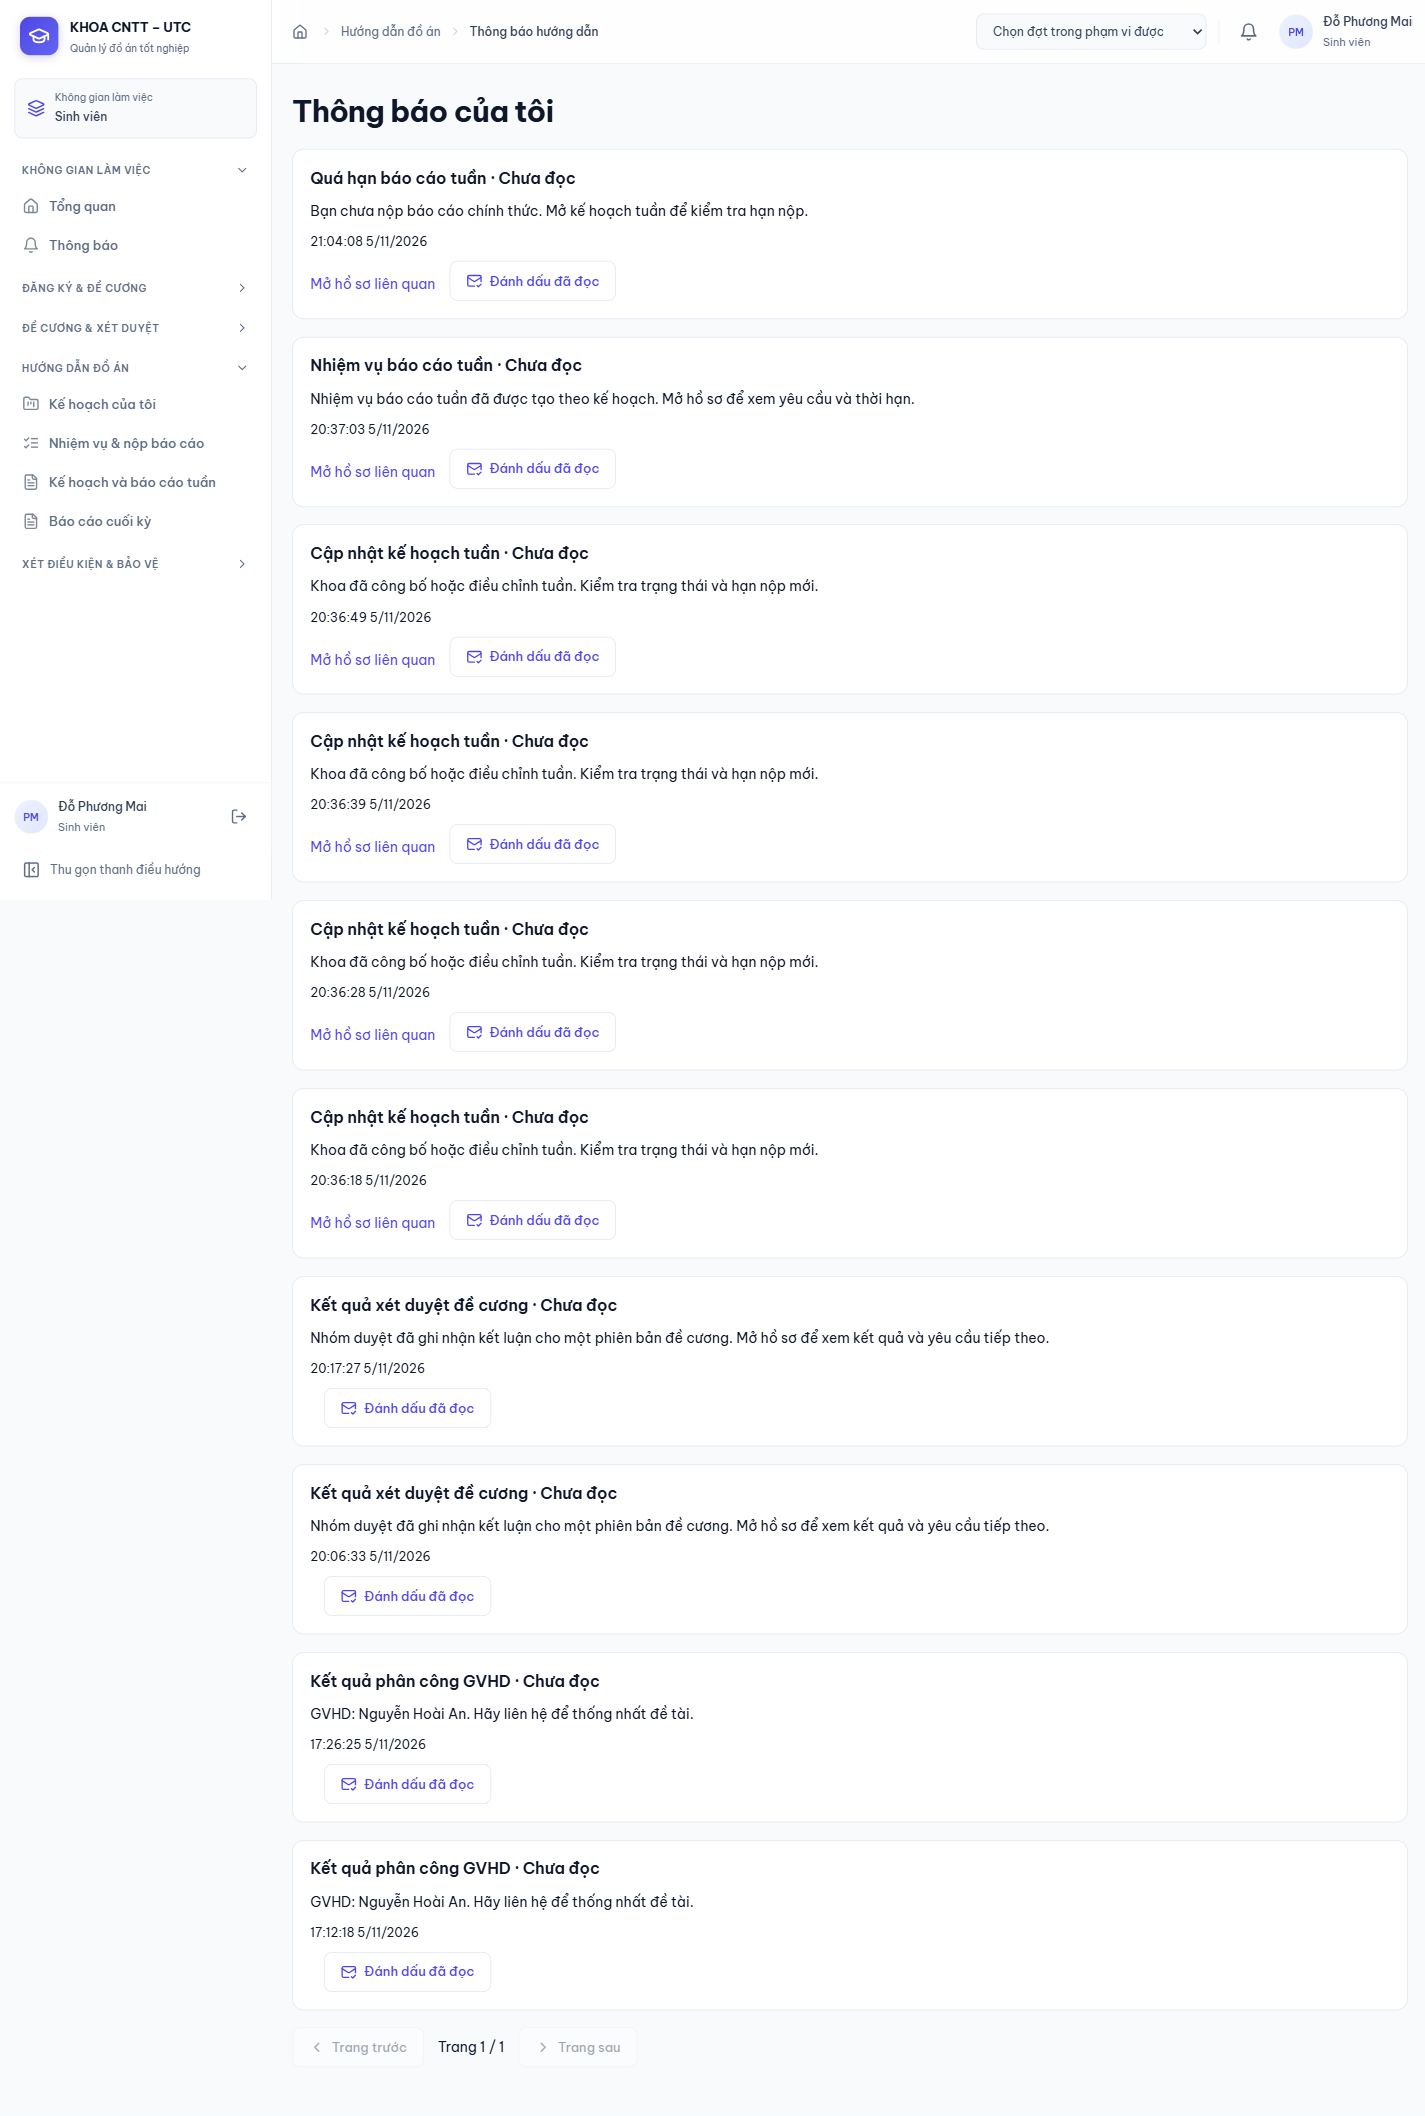 KHOA CNTT – UTC
Quản lý đồ án tốt nghiệp
Không gian làm việc
Sinh viên
KHÔNG GIAN LÀM VIỆC
Tổng quan
Thông báo
ĐĂNG KÝ & ĐỀ CƯƠNG
ĐỀ CƯƠNG & XÉT DUYỆT
HƯỚNG DẪN ĐỒ ÁN
Kế hoạch của tôi
Nhiệm vụ & nộp báo cáo
Kế hoạch và báo cáo tuần
Báo cáo cuối kỳ
XÉT ĐIỀU KIỆN & BẢO VỆ
PM
Đỗ Phương Mai
Sinh viên
Thu gọn thanh điều hướng
Hướng dẫn đồ án
Thông báo hướng dẫn
Chọn đợt trong phạm vi được
PM
Đỗ Phương Mai
Sinh viên
Thông báo của tôi
Quá hạn báo cáo tuần · Chưa đọc
Bạn chưa nộp báo cáo chính thức. Mở kế hoạch tuần để kiểm tra hạn nộp.
21:04:08 5/11/2026
Mở hồ sơ liên quan
Đánh dấu đã đọc
Nhiệm vụ báo cáo tuần · Chưa đọc
Nhiệm vụ báo cáo tuần đã được tạo theo kế hoạch. Mở hồ sơ để xem yêu cầu và thời hạn.
20:37:03 5/11/2026
Mở hồ sơ liên quan
Đánh dấu đã đọc
Cập nhật kế hoạch tuần · Chưa đọc
Khoa đã công bố hoặc điều chỉnh tuần. Kiểm tra trạng thái và hạn nộp mới.
20:36:49 5/11/2026
Mở hồ sơ liên quan
Đánh dấu đã đọc
Cập nhật kế hoạch tuần · Chưa đọc
Khoa đã công bố hoặc điều chỉnh tuần. Kiểm tra trạng thái và hạn nộp mới.
20:36:39 5/11/2026
Mở hồ sơ liên quan
Đánh dấu đã đọc
Cập nhật kế hoạch tuần · Chưa đọc
Khoa đã công bố hoặc điều chỉnh tuần. Kiểm tra trạng thái và hạn nộp mới.
20:36:28 5/11/2026
Mở hồ sơ liên quan
Đánh dấu đã đọc
Cập nhật kế hoạch tuần · Chưa đọc
Khoa đã công bố hoặc điều chỉnh tuần. Kiểm tra trạng thái và hạn nộp mới.
20:36:18 5/11/2026
Mở hồ sơ liên quan
Đánh dấu đã đọc
Kết quả xét duyệt đề cương · Chưa đọc
Nhóm duyệt đã ghi nhận kết luận cho một phiên bản đề cương. Mở hồ sơ để xem kết quả và yêu cầu tiếp theo.
20:17:27 5/11/2026
Đánh dấu đã đọc
Kết quả xét duyệt đề cương · Chưa đọc
Nhóm duyệt đã ghi nhận kết luận cho một phiên bản đề cương. Mở hồ sơ để xem kết quả và yêu cầu tiếp theo.
20:06:33 5/11/2026
Đánh dấu đã đọc
Kết quả phân công GVHD · Chưa đọc
GVHD: Nguyễn Hoài An. Hãy liên hệ để thống nhất đề tài.
17:26:25 5/11/2026
Đánh dấu đã đọc
Kết quả phân công GVHD · Chưa đọc
GVHD: Nguyễn Hoài An. Hãy liên hệ để thống nhất đề tài.
17:12:18 5/11/2026
Đánh dấu đã đọc
Trang trước
Trang 1 / 1
Trang sau